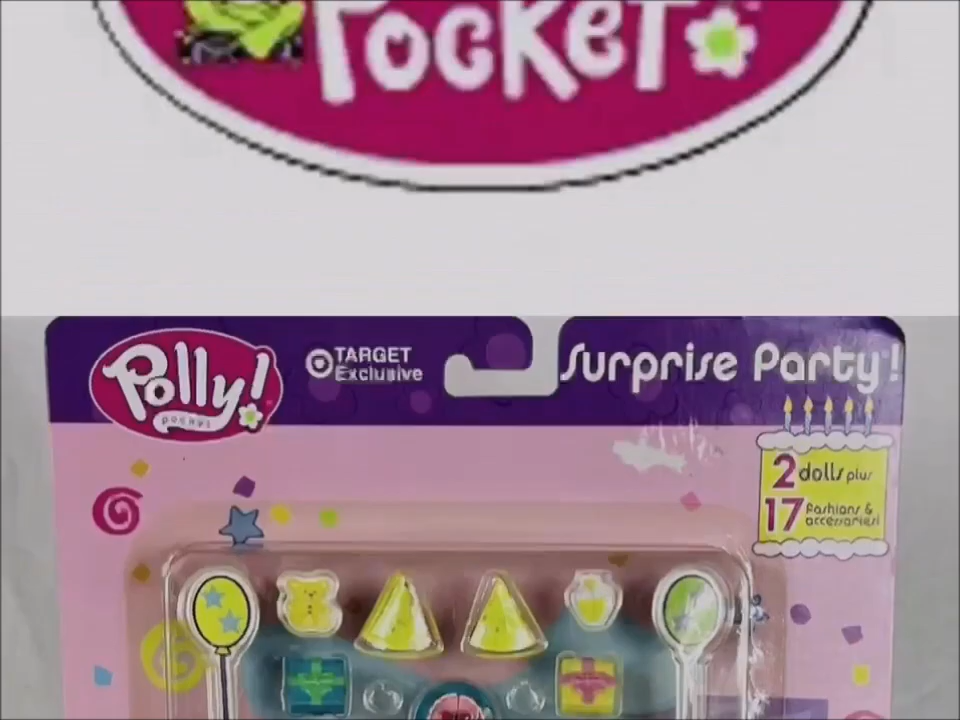 Pocket
Polly!
pocket
TARGET
Exclusive
Surprise Party!
2 dolls plus
17 fashions &
accessories!